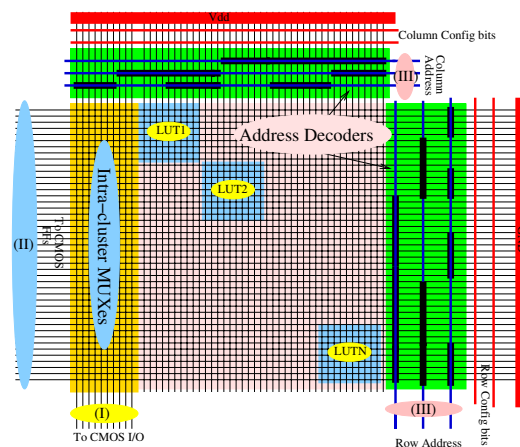 Vdd
Column Config bits
Column
Address
(III)
LUT1
Address Decoders
LUT2
Intra-cluster MUXes
(II)
To CMOS
FFs
LUTN
Row Config bits
(I)
(III)
To CMOS I/O
Row Address